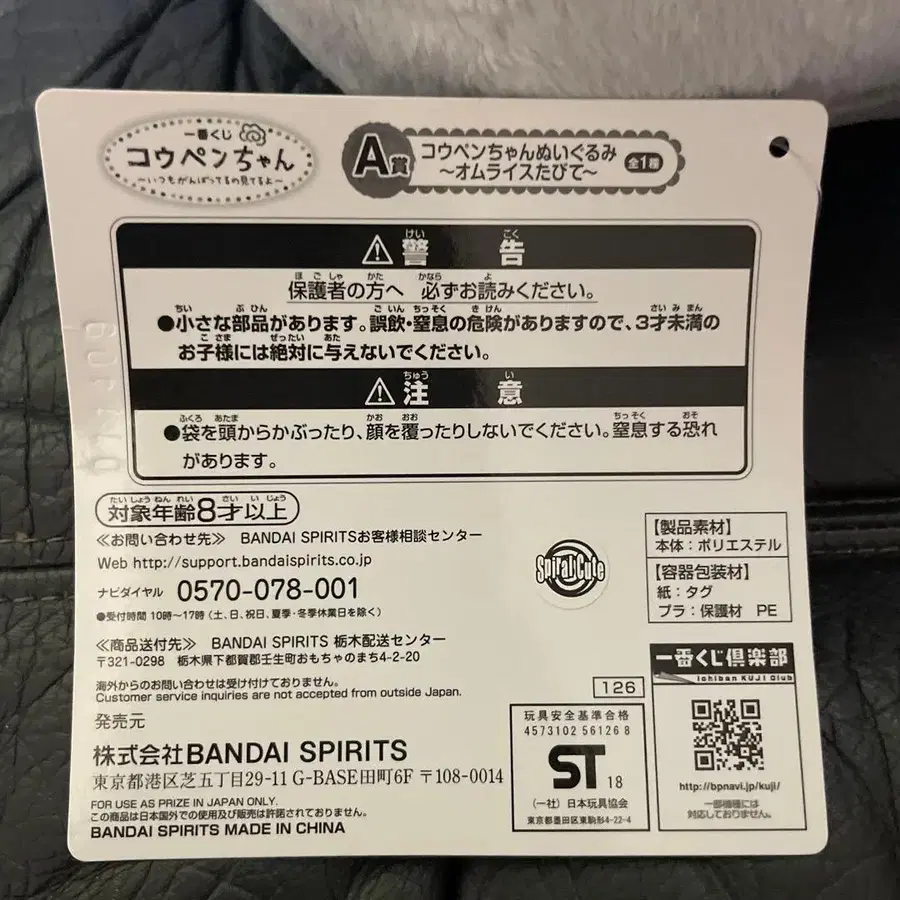 一番くじ
コウペンちゃん
～いつもがんばってるの見てるよ～
A賞
コウペンちゃんぬいぐるみ
～オムライスたびて～
全1種
警告
保護者の方へ 必ずお読みください。
●小さな部品があります。誤飲・窒息の危険がありますので、3才未満の
お子様には絶対に与えないでください。
注意
●袋を頭からかぶったり、顔を覆ったりしないでください。窒息する恐れ
があります。
対象年齢8才以上
≪お問い合わせ先≫ BANDAI SPIRITSお客様相談センター
Web http://support.bandaispirits.co.jp
ナビダイヤル 0570-078-001
●受付時間 10時～17時(土、日、祝日、夏季・冬季休業日を除く)
≪商品送付先≫ BANDAI SPIRITS 栃木配送センター
〒321-0298 栃木県下都賀郡壬生町おもちゃのまち4-2-20
海外からのお問い合わせは受け付けておりません。
Customer service inquiries are not accepted from outside Japan.
発売元
株式会社BANDAI SPIRITS
東京都港区芝五丁目29-11 G-BASE田町6F 〒108-0014
FOR USE AS PRIZE IN JAPAN ONLY.
この商品は日本国外での使用及び販売は許諾されておりません。
BANDAI SPIRITS MADE IN CHINA
SpiralCute
【製品素材】
本体：ポリエステル
【容器包装材】
紙：タグ
プラ：保護材 PE
126
玩具安全基準合格
4573102 56126 8
ST 18
(一社) 日本玩具協会
東京都墨田区東駒形4-22-4
一番くじ倶楽部
Ichiban KUJI Club
http://bpnavi.jp/kuji/
一部機種には
対応しておりません。